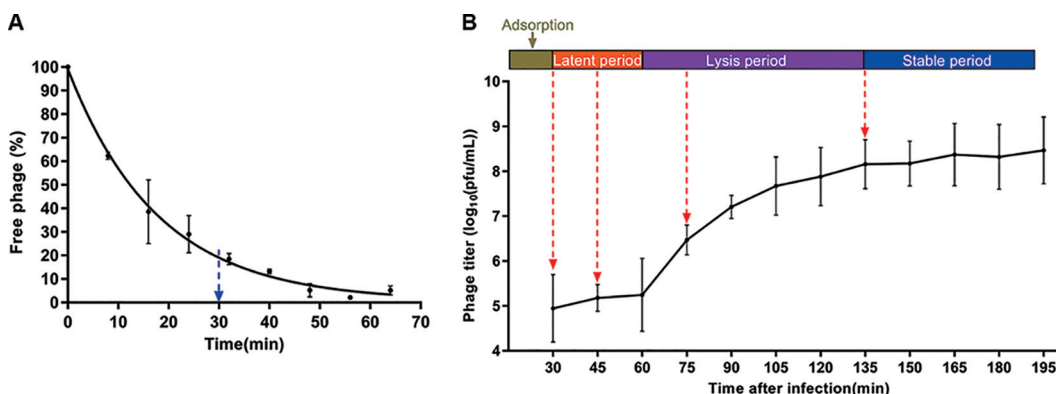 A
Free phage (%)
100
90
80
70
60
50
40
30
20
10
0
0 10 20 30 40 50 60 70
Time(min)
B
Adsorption
Latent period Lysis period Stable period
Phage titer (log10(pfu/mL))
10
9
8
7
6
5
4
30 45 60 75 90 105 120 135 150 165 180 195
Time after infection(min)